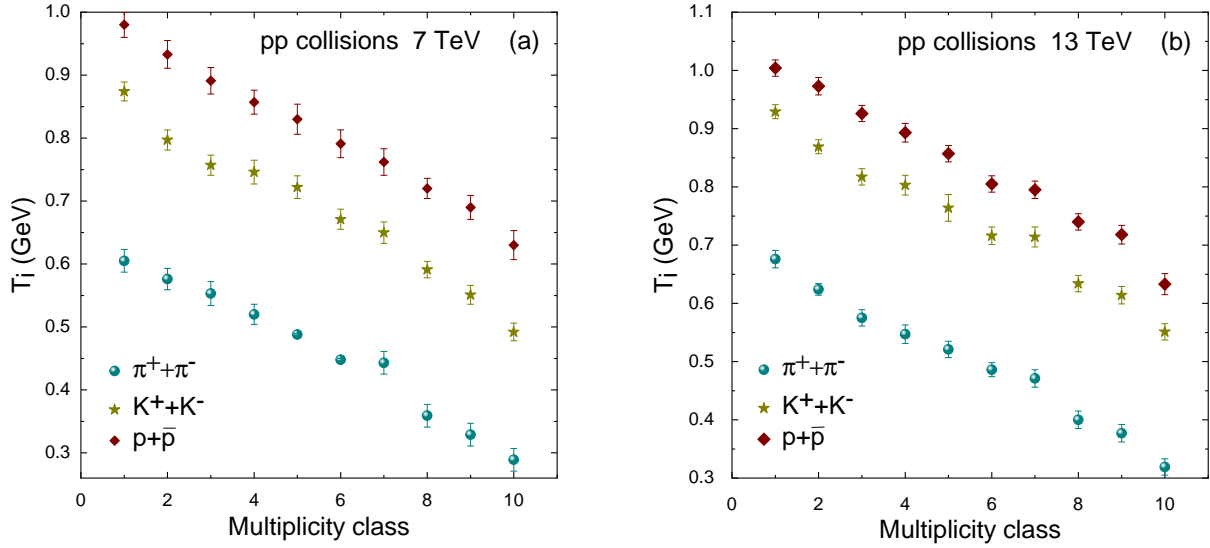 pp collisions 7 TeV (a)
1.0
0.9
0.8
0.7
0.6
0.5
0.4
0.3
Ti (GeV)
π⁺+π⁻
K⁺+K⁻
p+p̅
0 2 4 6 8 10
Multiplicity class
pp collisions 13 TeV (b)
1.1
1.0
0.9
0.8
0.7
0.6
0.5
0.4
0.3
Ti (GeV)
π⁺+π⁻
K⁺+K⁻
p+p̅
0 2 4 6 8 10
Multiplicity class